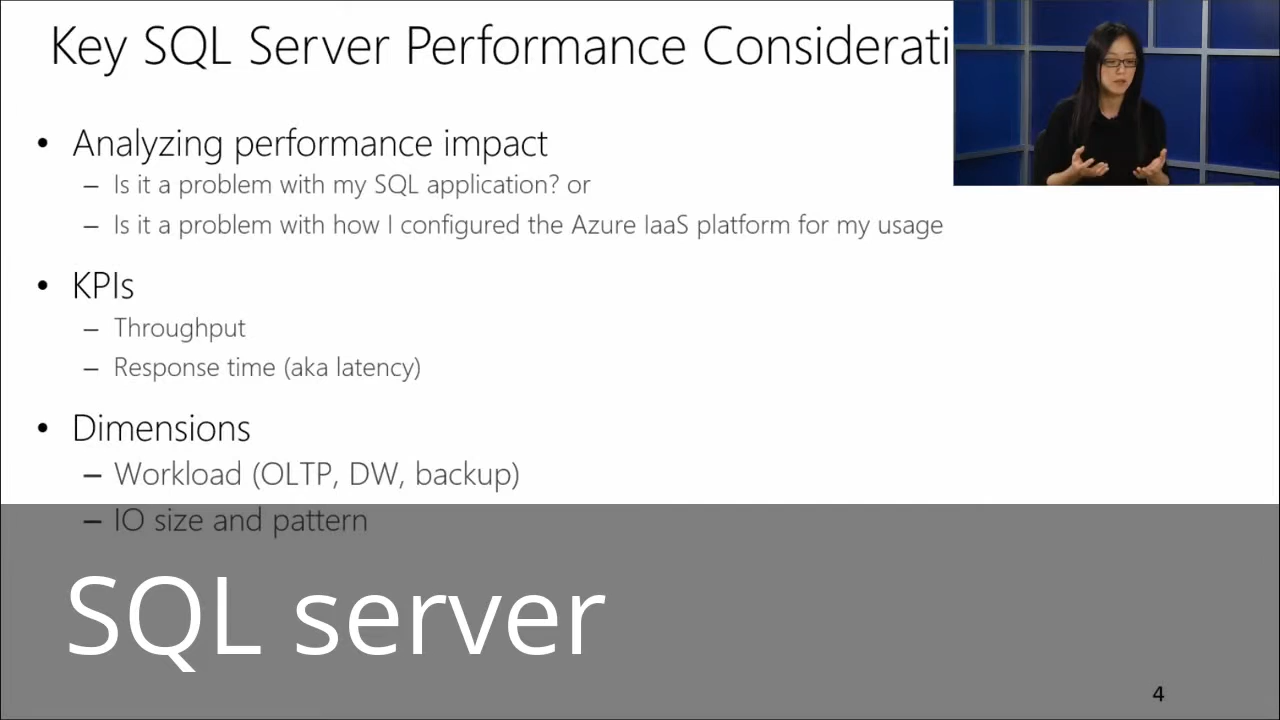 Key SQL Server Performance Considerati
• Analyzing performance impact
– Is it a problem with my SQL application? or
– Is it a problem with how I configured the Azure IaaS platform for my usage
• KPIs
– Throughput
– Response time (aka latency)
• Dimensions
– Workload (OLTP, DW, backup)
– IO size and pattern
SQL server
4